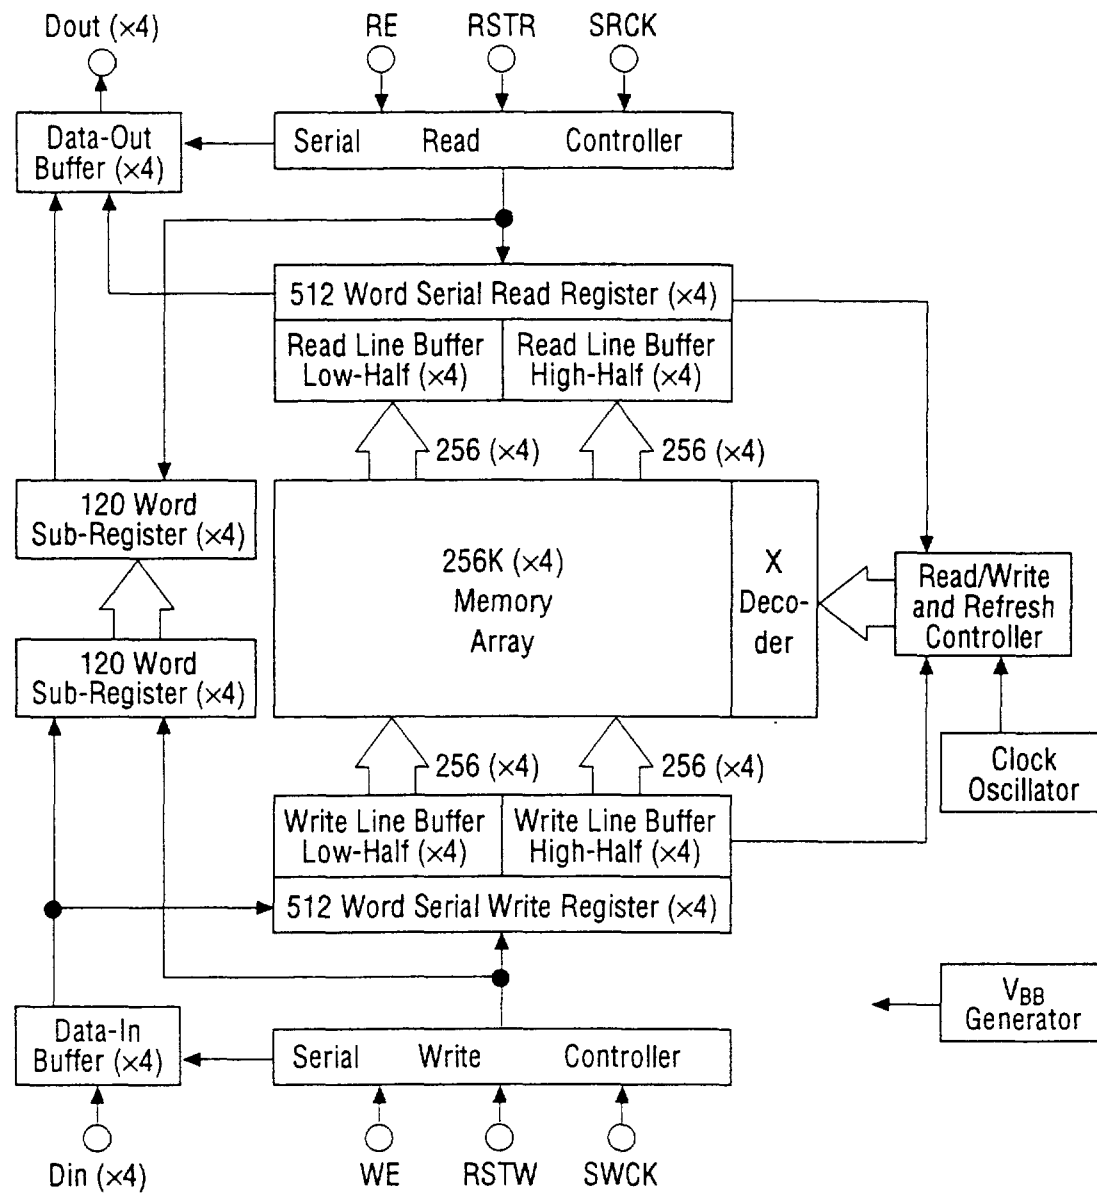 Dout (×4)
RE
RSTR
SRCK
Data-Out
Buffer (×4)
Serial Read Controller
512 Word Serial Read Register (×4)
Read Line Buffer
Low-Half (×4)
Read Line Buffer
High-Half (×4)
256 (×4)
256 (×4)
120 Word
Sub-Register (×4)
256K (×4)
Memory
Array
X
Deco-
der
Read/Write
and Refresh
Controller
120 Word
Sub-Register (×4)
256 (×4)
256 (×4)
Clock
Oscillator
Write Line Buffer
Low-Half (×4)
Write Line Buffer
High-Half (×4)
512 Word Serial Write Register (×4)
VBB
Generator
Data-In
Buffer (×4)
Serial Write Controller
Din (×4)
WE
RSTW
SWCK